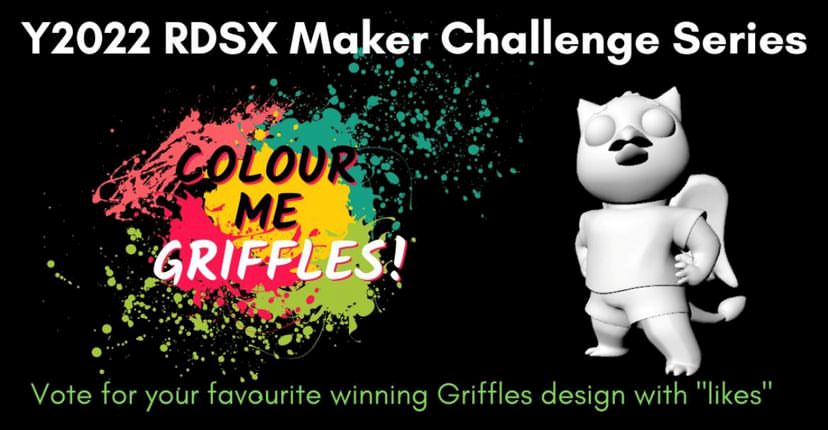 Y2022 RDSX Maker Challenge Series
COLOUR
ME
GRIFFLES!
Vote for your favourite winning Griffles design with "likes"